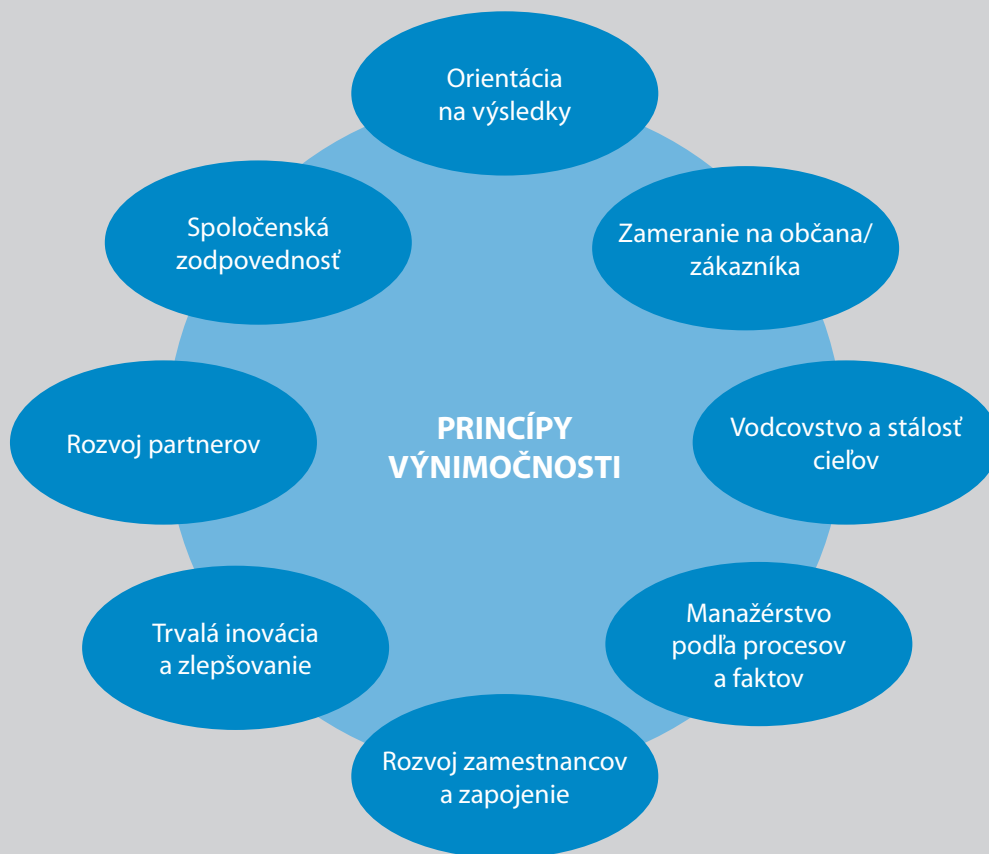 Orientácia
na výsledky
Zameranie na občana/
zákazníka
Vodcovstvo a stálosť
cieľov
Manažérstvo
podľa procesov
a faktov
Rozvoj zamestnancov
a zapojenie
Trvalá inovácia
a zlepšovanie
Rozvoj partnerov
Spoločenská
zodpovednosť
PRINCÍPY
VÝNIMOČNOSTI